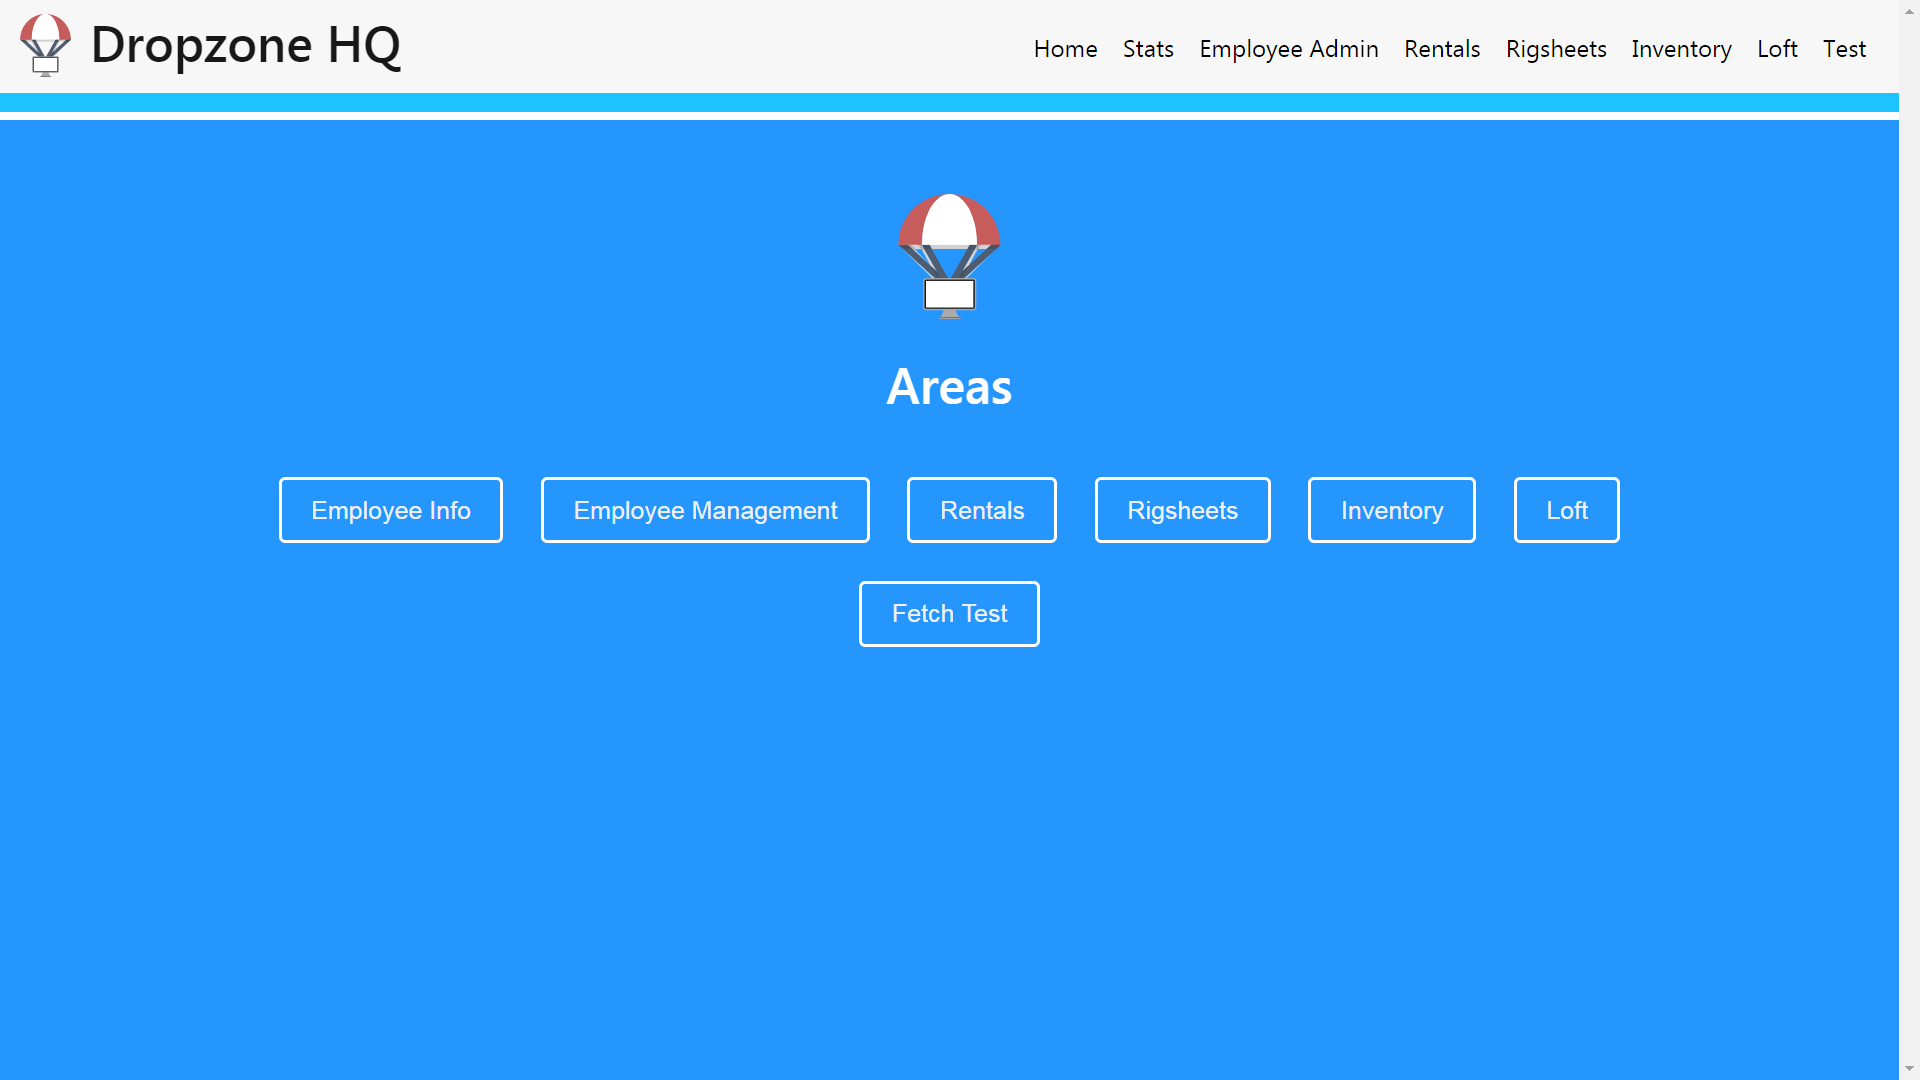 Dropzone HQ
Home Stats Employee Admin Rentals Rigsheets Inventory Loft Test
Areas
Employee Info Employee Management Rentals Rigsheets Inventory Loft
Fetch Test